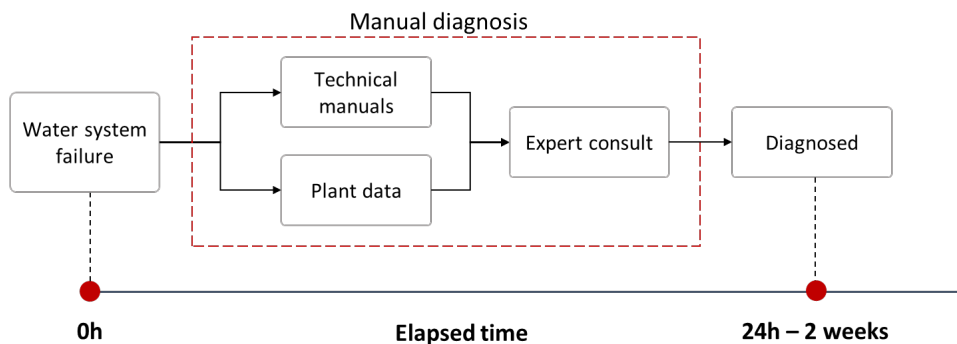 Manual diagnosis
Water system
failure
Technical
manuals
Plant data
Expert consult
Diagnosed
0h
Elapsed time
24h – 2 weeks